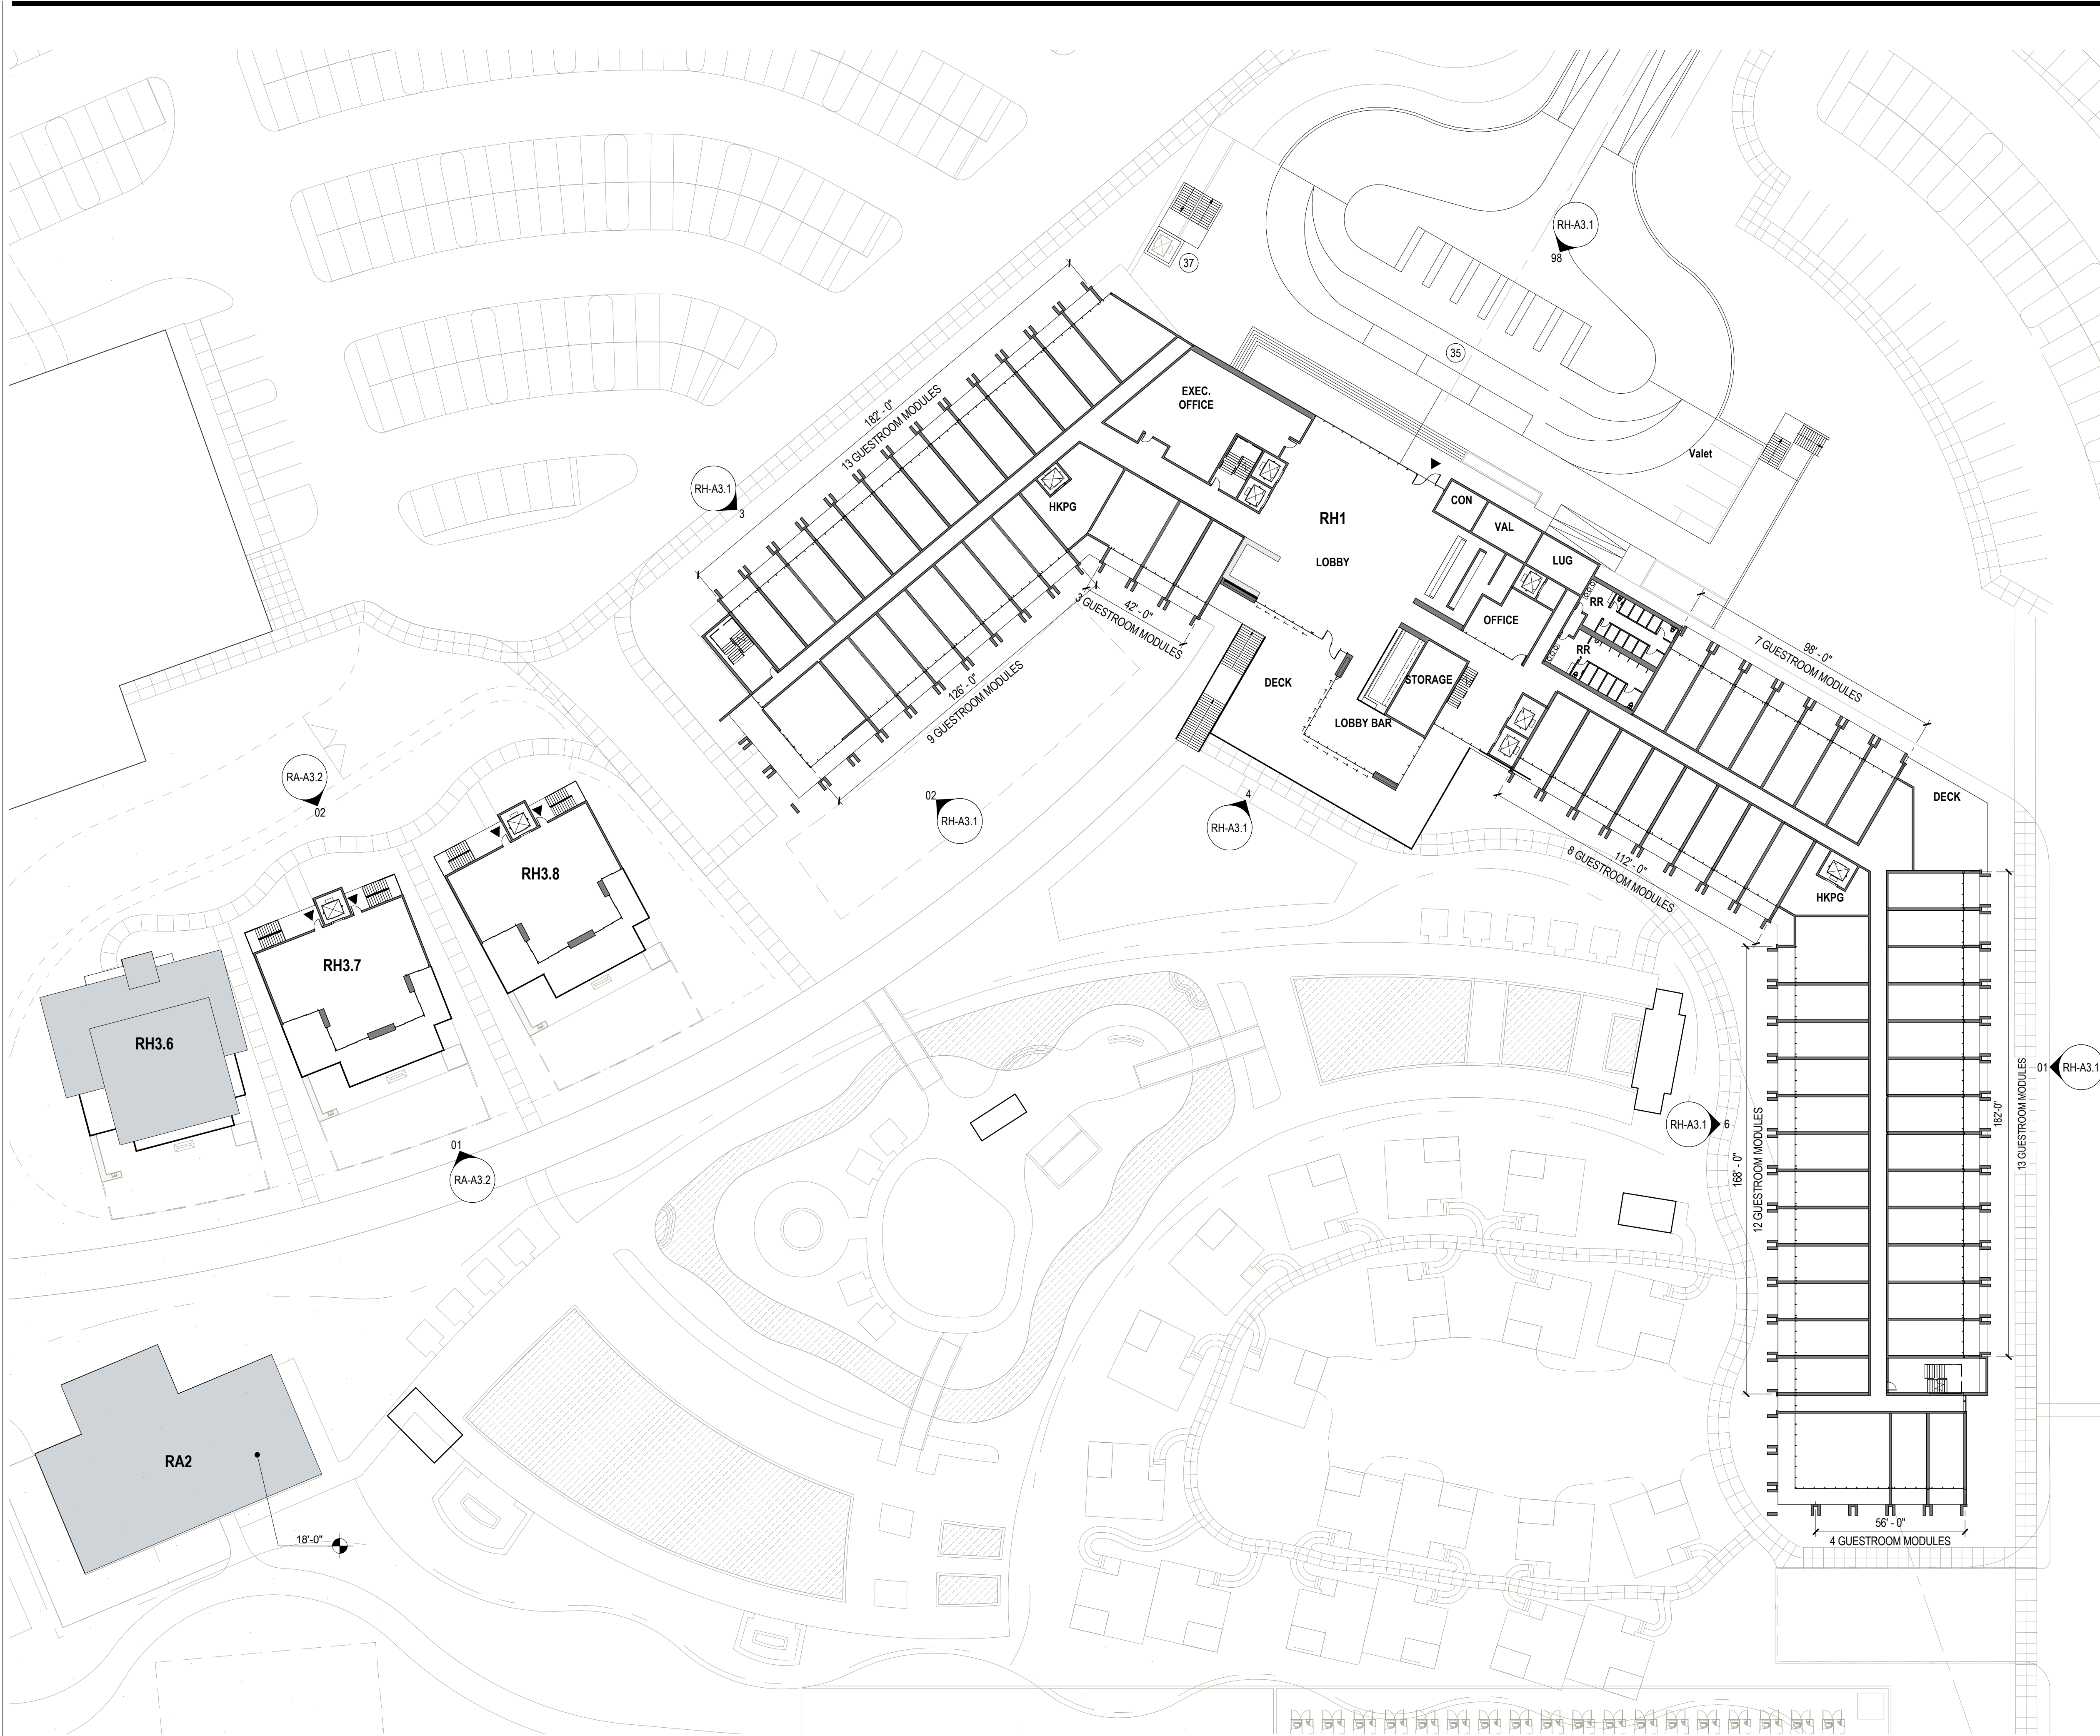 RH-A3.1
98
37
35
Valet
182' - 0"
13 GUESTROOM MODULES
EXEC.
OFFICE
RH-A3.1
3
HKPG
CON
VAL
LUG
RH1
LOBBY
RR
RR
OFFICE
42' - 0"
3 GUESTROOM MODULES
126' - 0"
9 GUESTROOM MODULES
DECK
STORAGE
LOBBY BAR
98' - 0"
7 GUESTROOM MODULES
DECK
RA-A3.2
02
02
RH-A3.1
4
RH-A3.1
112' - 0"
8 GUESTROOM MODULES
HKPG
RH3.8
RH3.7
RH3.6
01
RH-A3.1
182'-0"
13 GUESTROOM MODULES
RH-A3.1
6
168' - 0"
12 GUESTROOM MODULES
01
RA-A3.2
RA2
18'-0"
56' - 0"
4 GUESTROOM MODULES